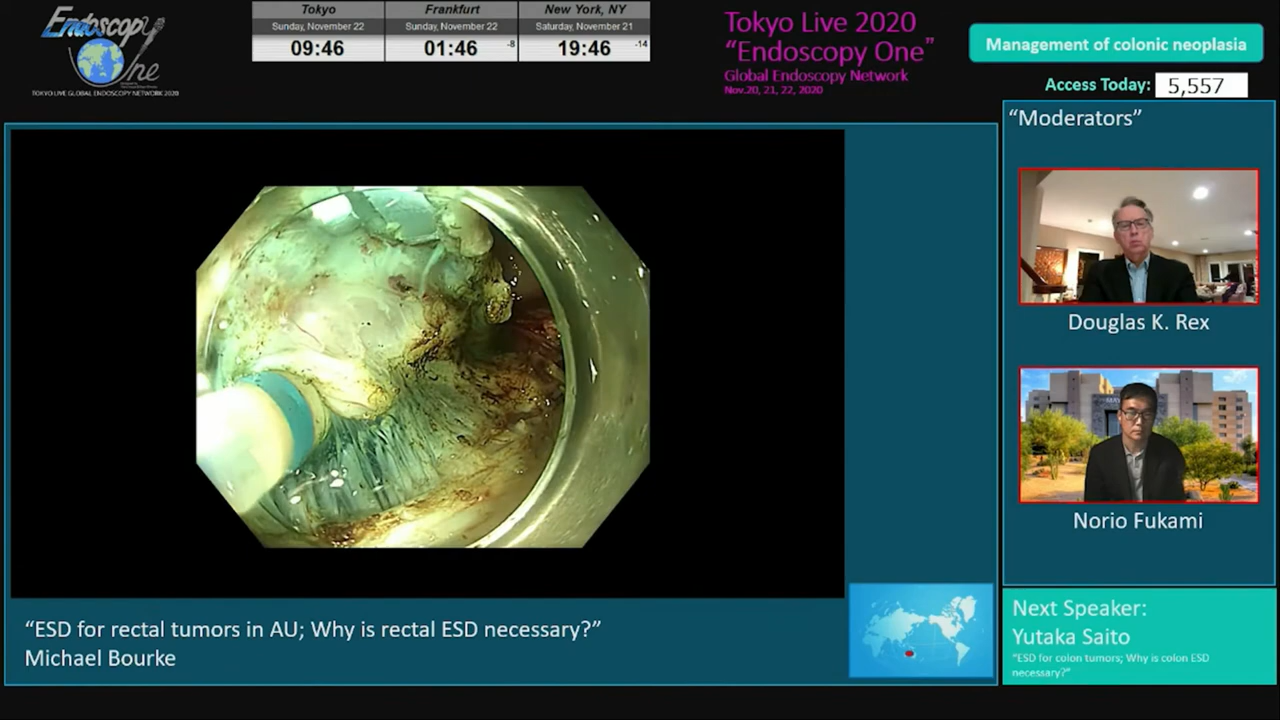 Endoscopy
One
TOKYO LIVE GLOBAL ENDOSCOPY NETWORK 2020
Tokyo
Sunday, November 22
09:46
Frankfurt
Sunday, November 22
01:46
-8
New York, NY
Saturday, November 21
19:46
-14
Tokyo Live 2020
“Endoscopy One”
Global Endoscopy Network
Nov.20, 21, 22, 2020
Management of colonic neoplasia
Access Today: 5,557
“Moderators”
Douglas K. Rex
Norio Fukami
“ESD for rectal tumors in AU; Why is rectal ESD necessary?”
Michael Bourke
Next Speaker:
Yutaka Saito
“ESD for colon tumors; Why is colon ESD
necessary?”